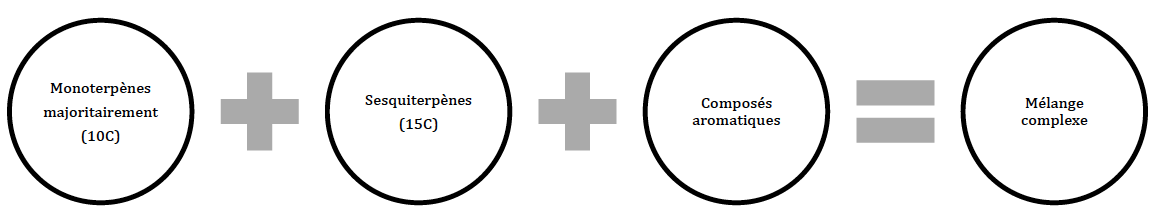 Monoterpènes
majoritairement
(10C)
Sesquiterpènes
(15C)
Composés
aromatiques
Mélange
complexe